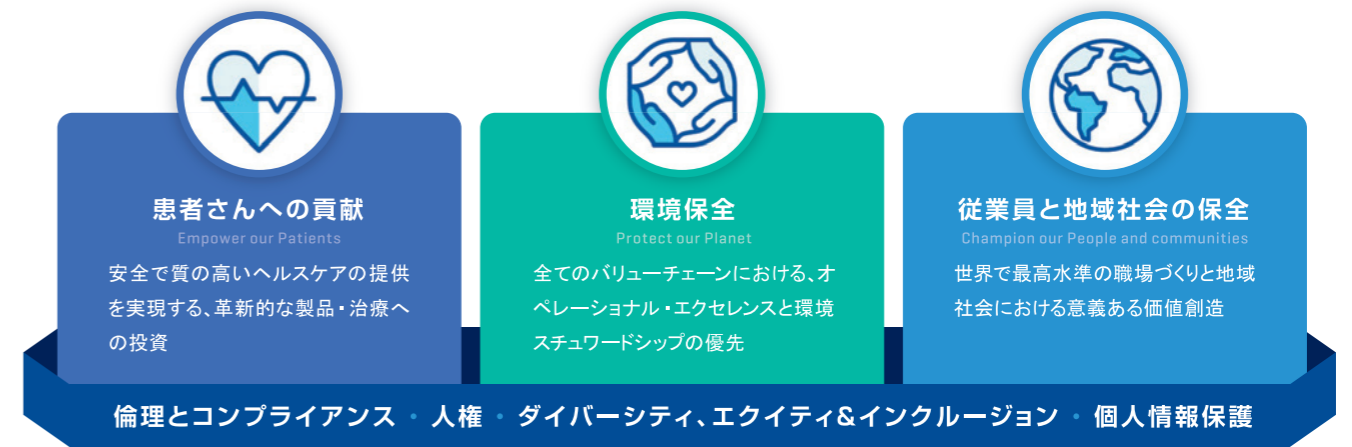 患者さんへの貢献
Empower our Patients
安全で質の高いヘルスケアの提供
を実現する、革新的な製品・治療へ
の投資
環境保全
Protect our Planet
全てのバリューチェーンにおける、オ
ペレーショナル・エクセレンスと環境
スチュワードシップの優先
従業員と地域社会の保全
Champion our People and communities
世界で最高水準の職場づくりと地域
社会における意義ある価値創造
倫理とコンプライアンス・人権・ダイバーシティ、エクイティ&インクルージョン・個人情報保護